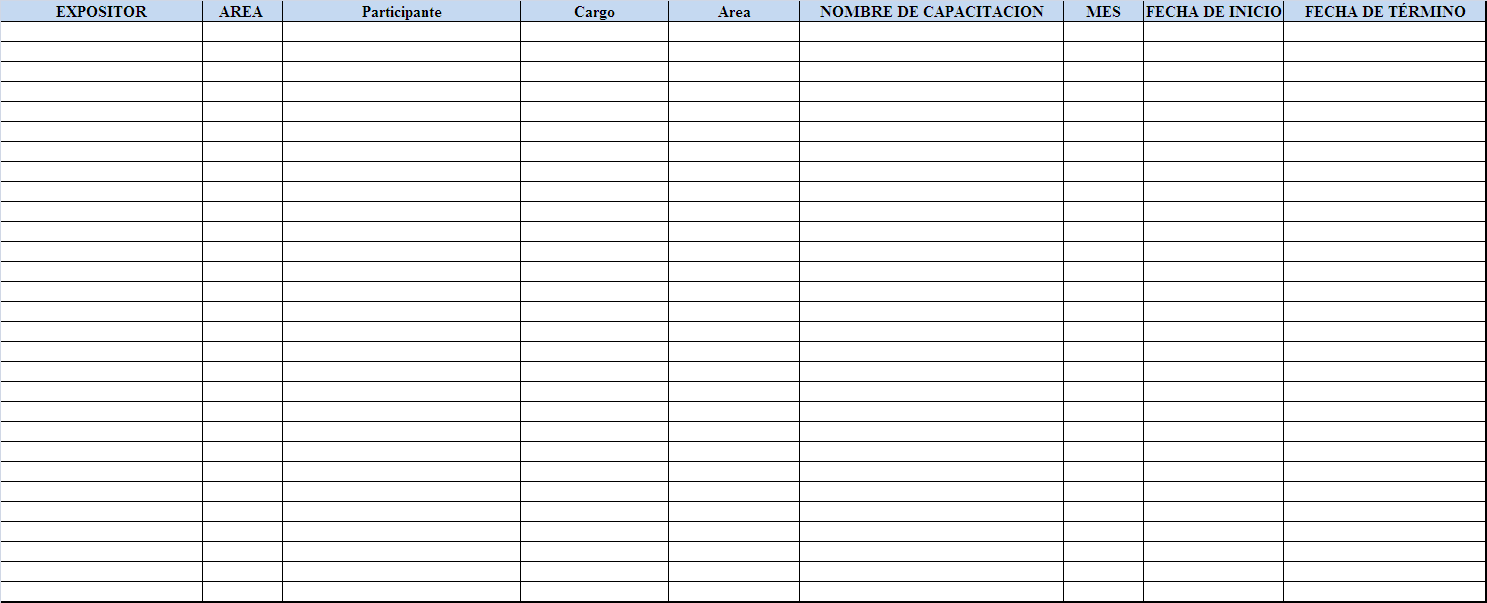 EXPOSITOR AREA Participante Cargo Area NOMBRE DE CAPACITACION MES FECHA DE INICIO FECHA DE TÉRMINO